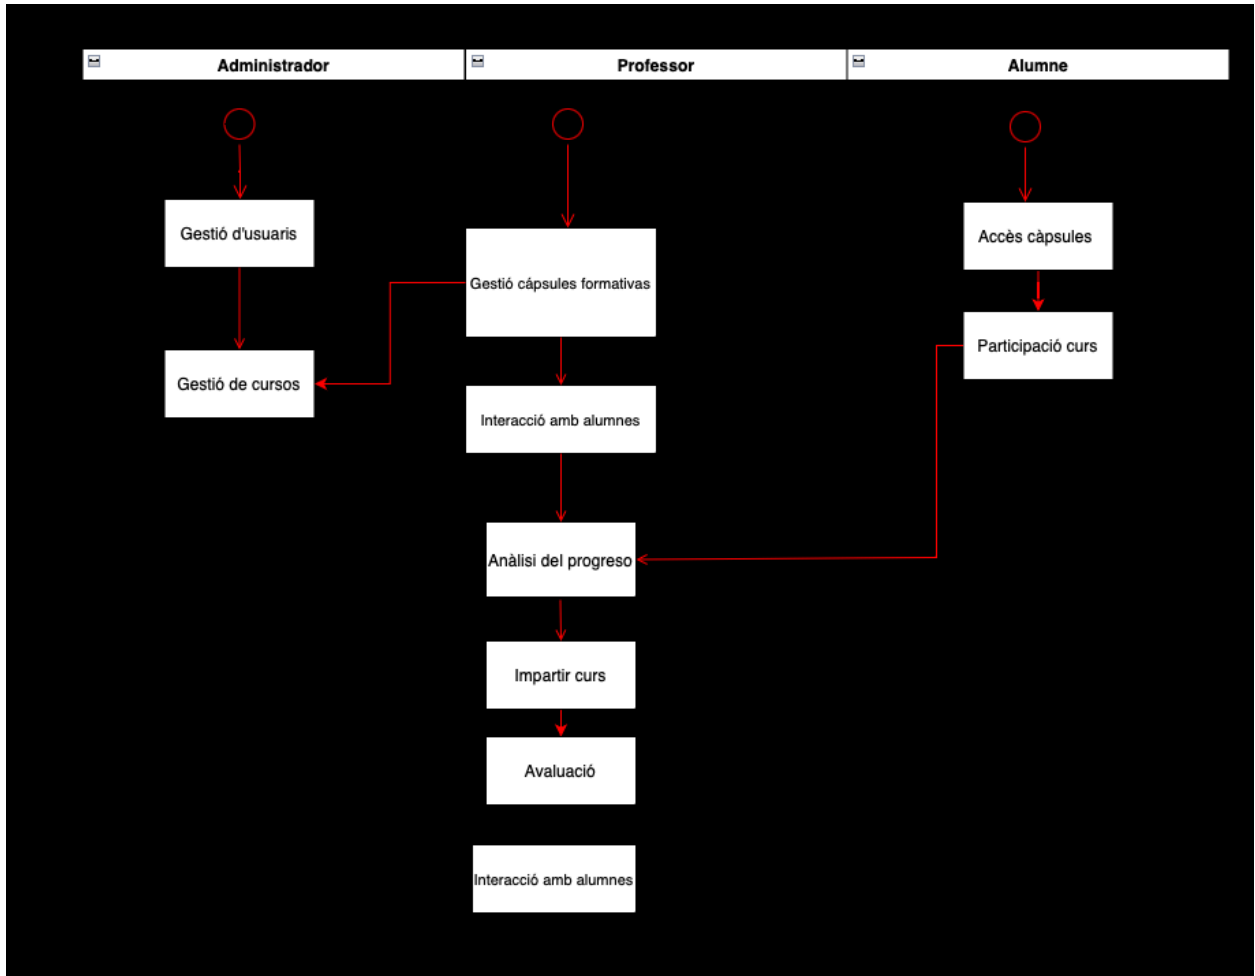 Administrador
Professor
Alumne
Gestió d'usuaris
Accès càpsules
Gestió cápsules formativas
Participació curs
Gestió de cursos
Interacció amb alumnes
Anàlisi del progreso
Impartir curs
Avaluació
Interacció amb alumnes